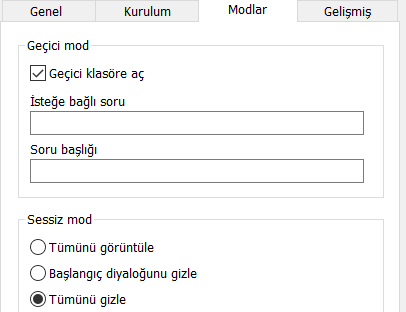 Genel Kurulum Modlar Gelişmiş
Geçici mod
Geçici klasöre aç
İsteğe bağlı soru
Soru başlığı
Sessiz mod
Tümünü görüntüle
Başlangıç diyaloğunu gizle
Tümünü gizle